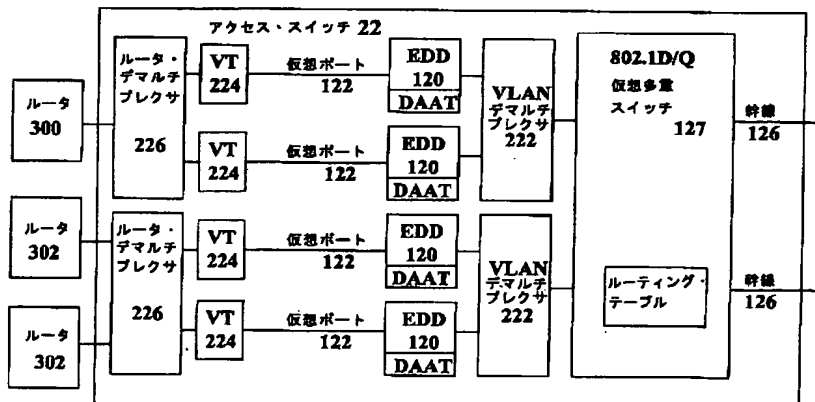 アクセス・スイッチ 22
ルータ・
デマルチ
プレクサ
226
VT
224
仮想ポート
122
EDD
120
DAAT
VLAN
デマルチ
プレクサ
222
802.1D/Q
仮想多重
スイッチ
127
幹線
126
ルータ
300
VT
224
仮想ポート
122
EDD
120
DAAT
ルータ
302
ルータ・
デマルチ
プレクサ
226
VT
224
仮想ポート
122
EDD
120
DAAT
VLAN
デマルチ
プレクサ
222
ルーティング・
テーブル
幹線
126
ルータ
302
VT
224
仮想ポート
122
EDD
120
DAAT